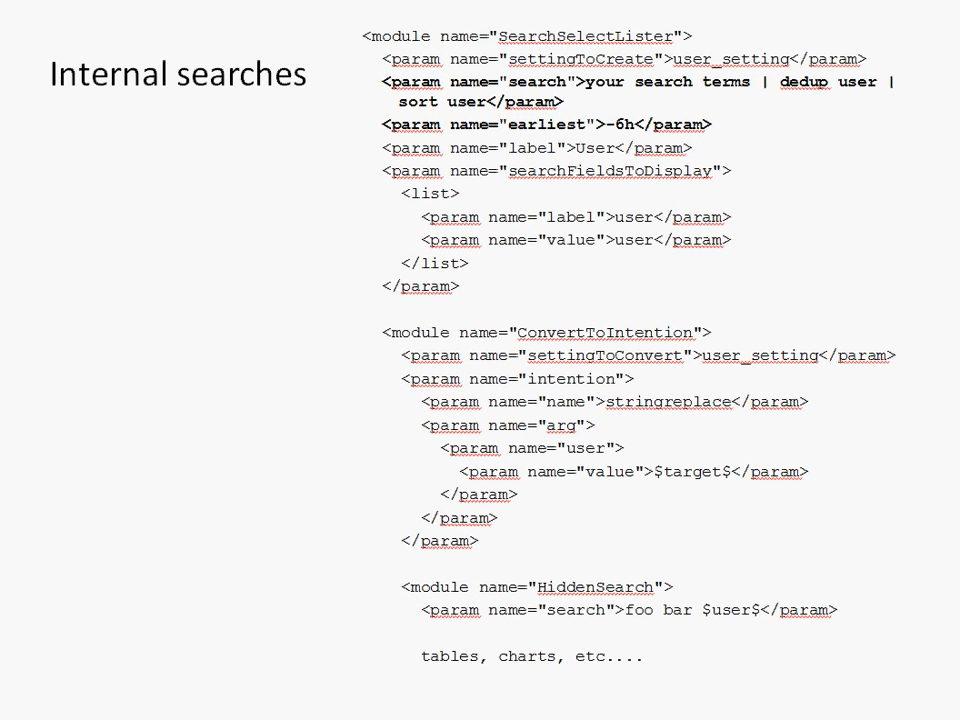 Internal searches
<module name="SearchSelectLister">
<param name="settingToCreate">user_setting</param>
<param name="search">your search terms | dedup user |
sort user</param>
<param name="earliest">-6h</param>
<param name="label">User</param>
<param name="searchFieldsToDisplay">
<list>
<param name="label">user</param>
<param name="value">user</param>
</list>
</param>
<module name="ConvertToIntention">
<param name="settingToConvert">user_setting</param>
<param name="intention">
<param name="name">stringreplace</param>
<param name="arg">
<param name="user">
<param name="value">$target$</param>
</param>
</param>
</param>
<module name="HiddenSearch">
<param name="search">foo bar $user$</param>
tables, charts, etc....